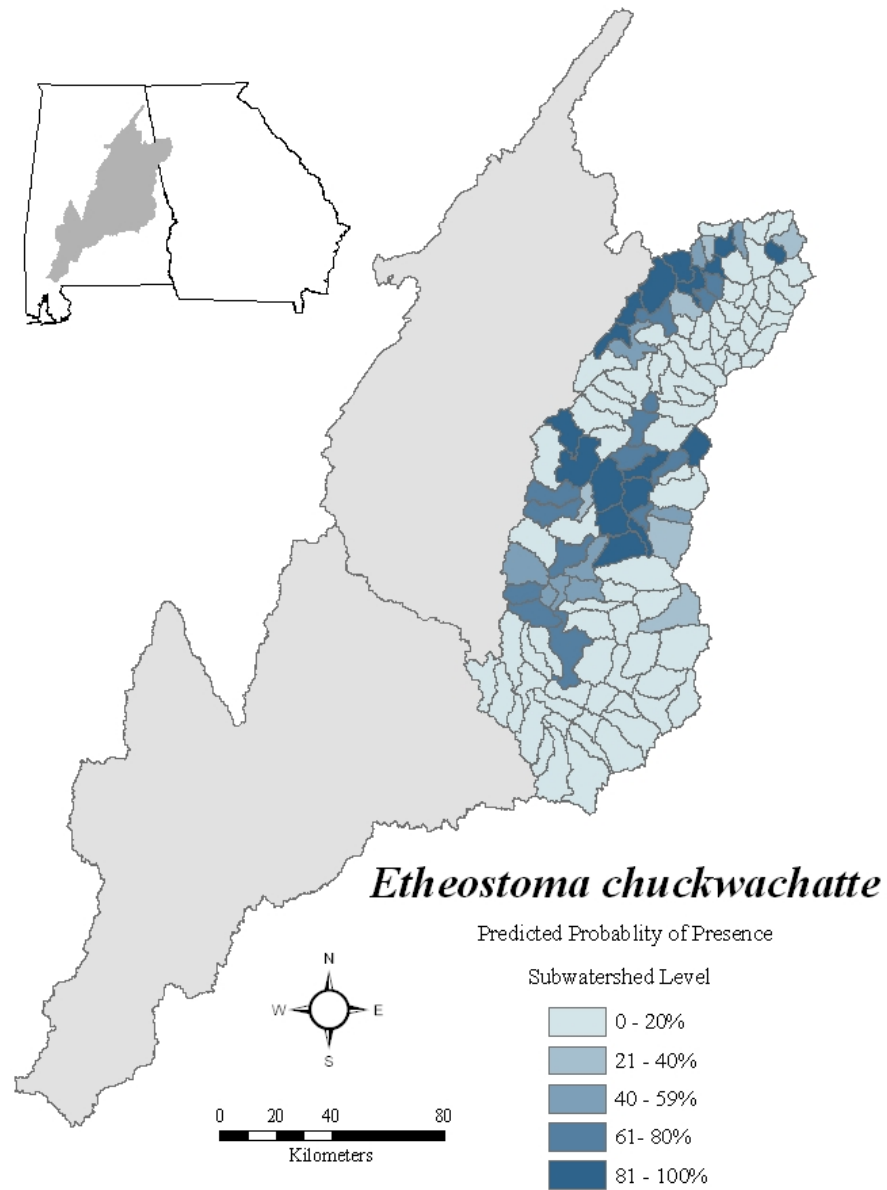 Etheostoma chuckwachatte
Predicted Probablity of Presence
Subwatershed Level
N
W E
S
0 - 20%
21 - 40%
40 - 59%
61- 80%
81 - 100%
0 20 40 80
Kilometers